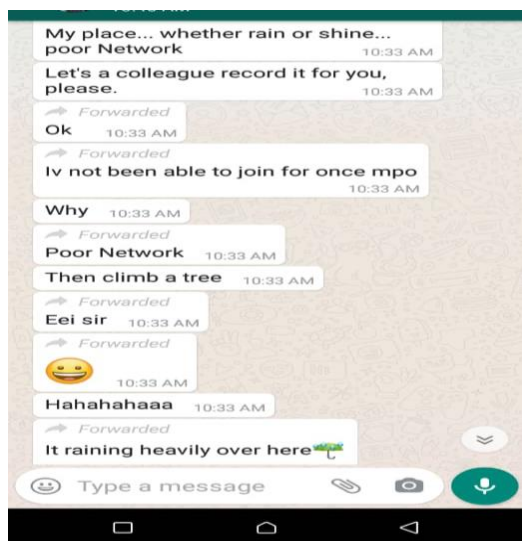 My place... whether rain or shine...
poor Network
10:33 AM
Let's a colleague record it for you,
please.
10:33 AM
Forwarded
Ok 10:33 AM
Forwarded
Iv not been able to join for once mpo
10:33 AM
Why 10:33 AM
Forwarded
Poor Network 10:33 AM
Then climb a tree 10:33 AM
Forwarded
Eei sir 10:33 AM
Forwarded
😀
10:33 AM
Hahahahaaa 10:33 AM
Forwarded
It raining heavily over here☔
Type a message